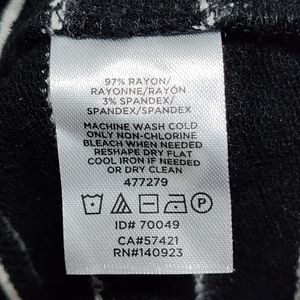 97% RAYON/
RAYONNE/RAYÓN
3% SPANDEX/
SPANDEX/SPANDEX
MACHINE WASH COLD
ONLY NON-CHLORINE
BLEACH WHEN NEEDED
RESHAPE DRY FLAT
COOL IRON IF NEEDED
OR DRY CLEAN
477279
P
ID# 70049
CA#57421
RN#140923